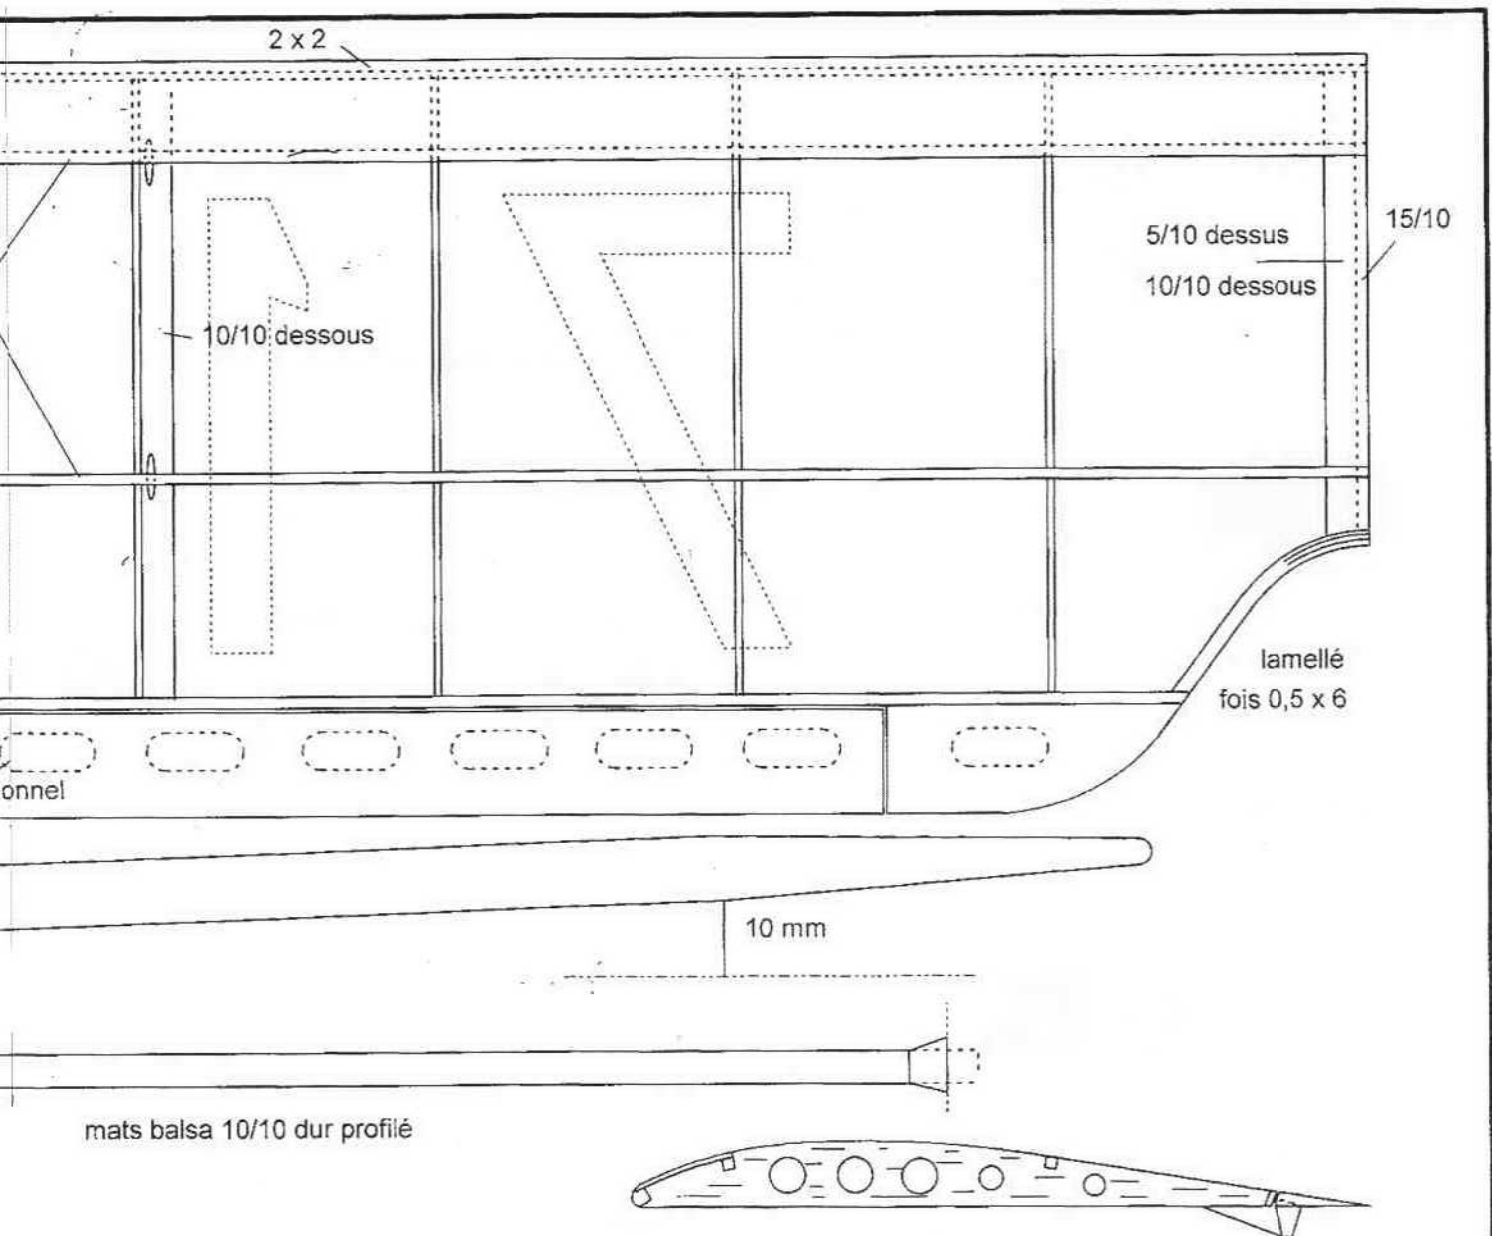 2 x 2
5/10 dessus
10/10 dessous
15/10
10/10 dessous
17
lamellé
fois 0,5 x 6
onnel
10 mm
mats balsa 10/10 dur profilé